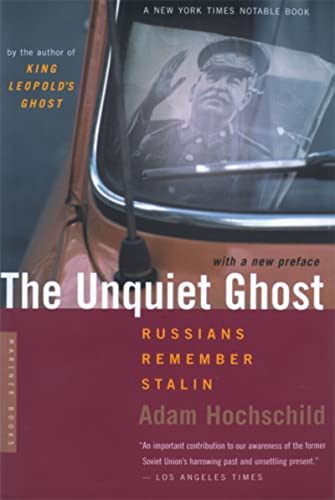 A NEW YORK TIMES NOTABLE BOOK
by the author of
KING
LEOPOLD'S
GHOST
with a new preface
The Unquiet Ghost
RUSSIANS
REMEMBER
STALIN
Adam Hochschild
MARINER BOOKS
"An important contribution to our awareness of the former
Soviet Union's harrowing past and unsettling present."
— LOS ANGELES TIMES